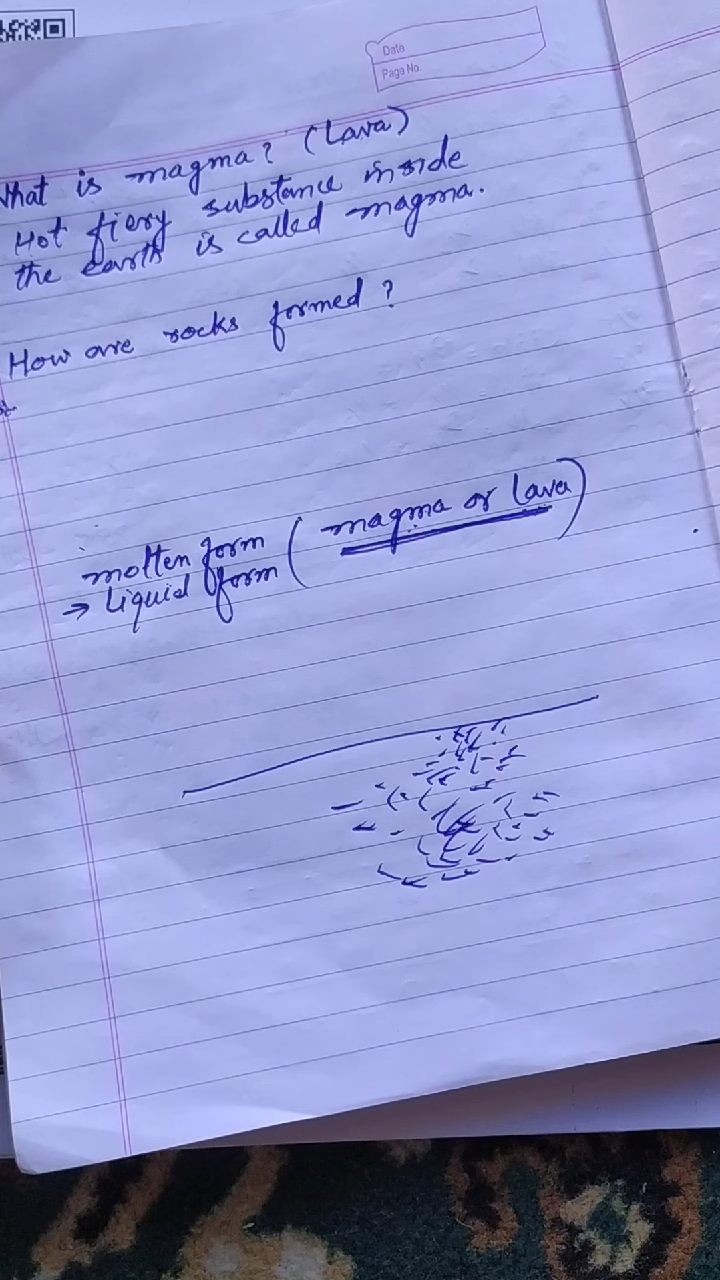 Date
Page No.
What is magma? (Lava)
Hot fiery substance inside
the earth is called magma.
How are rocks formed?
molten form (magma or Lava)
→ Liquid form